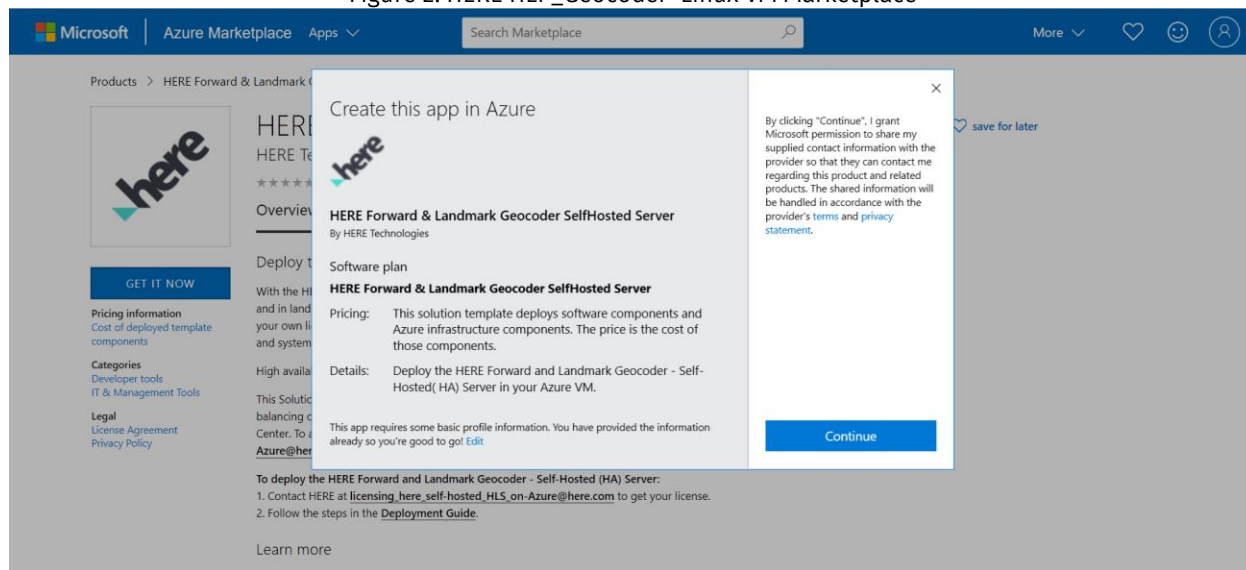 Microsoft
Azure Marketplace
Apps
Search Marketplace
More
Products > HERE Forward & Landmark
HERE
HERE
Overview
GET IT NOW
Pricing information
Cost of deployed template
components
Categories
Developer tools
IT & Management Tools
Legal
License Agreement
Privacy Policy
Deploy
With the
and in land
your own
and system
High availa
This Solutio
balancing
Center. To
Azure@her
To deploy the HERE Forward and Landmark Geocoder - Self-Hosted (HA) Server:
1. Contact HERE at licensing_here_self-hosted_HLS_on-Azure@here.com to get your license.
2. Follow the steps in the Deployment Guide.
Learn more
here
Create this app in Azure
here
HERE Forward & Landmark Geocoder SelfHosted Server
By HERE Technologies
Software plan
HERE Forward & Landmark Geocoder SelfHosted Server
Pricing: This solution template deploys software components and
Azure infrastructure components. The price is the cost of
those components.
Details: Deploy the HERE Forward and Landmark Geocoder - Self-
Hosted( HA) Server in your Azure VM.
This app requires some basic profile information. You have provided the information
already so you're good to go! Edit
By clicking "Continue", I grant
Microsoft permission to share my
supplied contact information with the
provider so that they can contact me
regarding this product and related
products. The shared information will
be handled in accordance with the
provider's terms and privacy
statement.
Continue
save for later